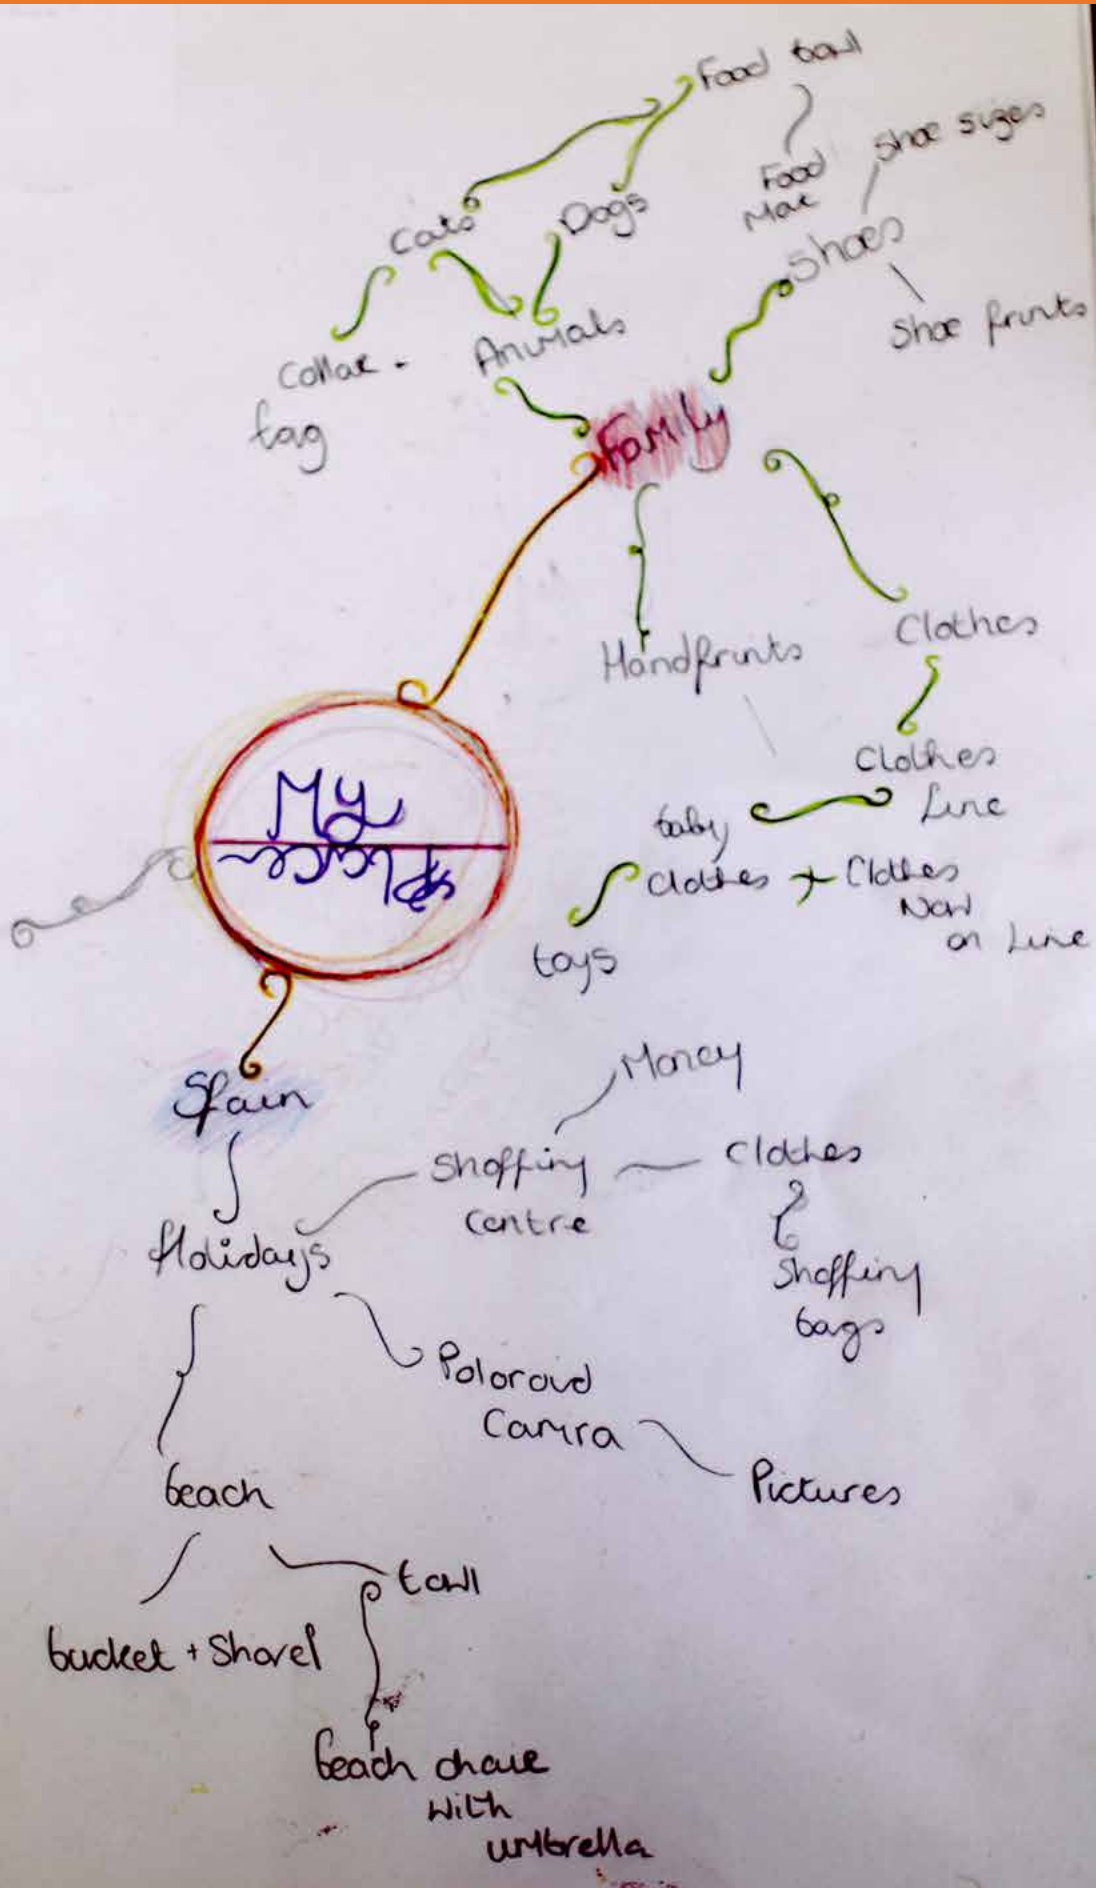 Food bowl
Shoe sizes
Food
Mat
Cats
Dogs
Shoes
Shoe prints
Collar -
tag
Animals
Family
Handprints
Clothes
Clothes
Line
baby
clothes + Clothes
Now
on Line
toys
My
Spain
Money
Shopping
Centre
Clothes
Shopping
bags
Holidays
Poloroid
Camra
Pictures
beach
towl
bucket + Shovel
beach chair
with
umbrella